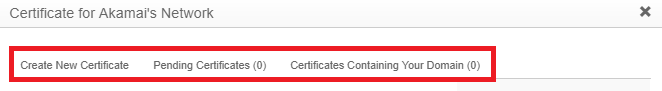 Certificate for Akamai's Network
Create New Certificate Pending Certificates (0) Certificates Containing Your Domain (0)